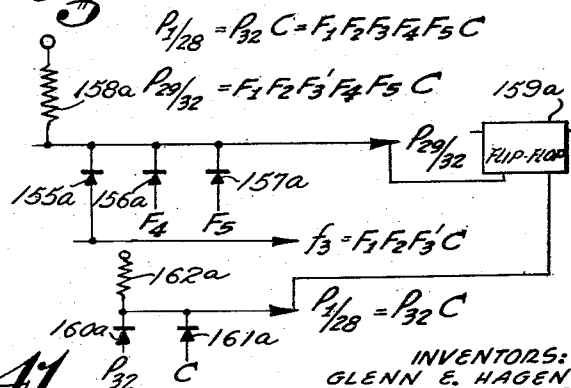 P1/28 = P32 C = F1 F2 F3 F4 F5 C
158a P29/32 = F1 F2 F3' F4 F5 C
159a
P29/32
FLIP-FLOP
155a 156a 157a
F4 F5
f3 = F1 F2 F3' C
162a
P1/28 = P32 C
160a 161a
P32 C
INVENTORS:
41
GLENN E. HAGEN